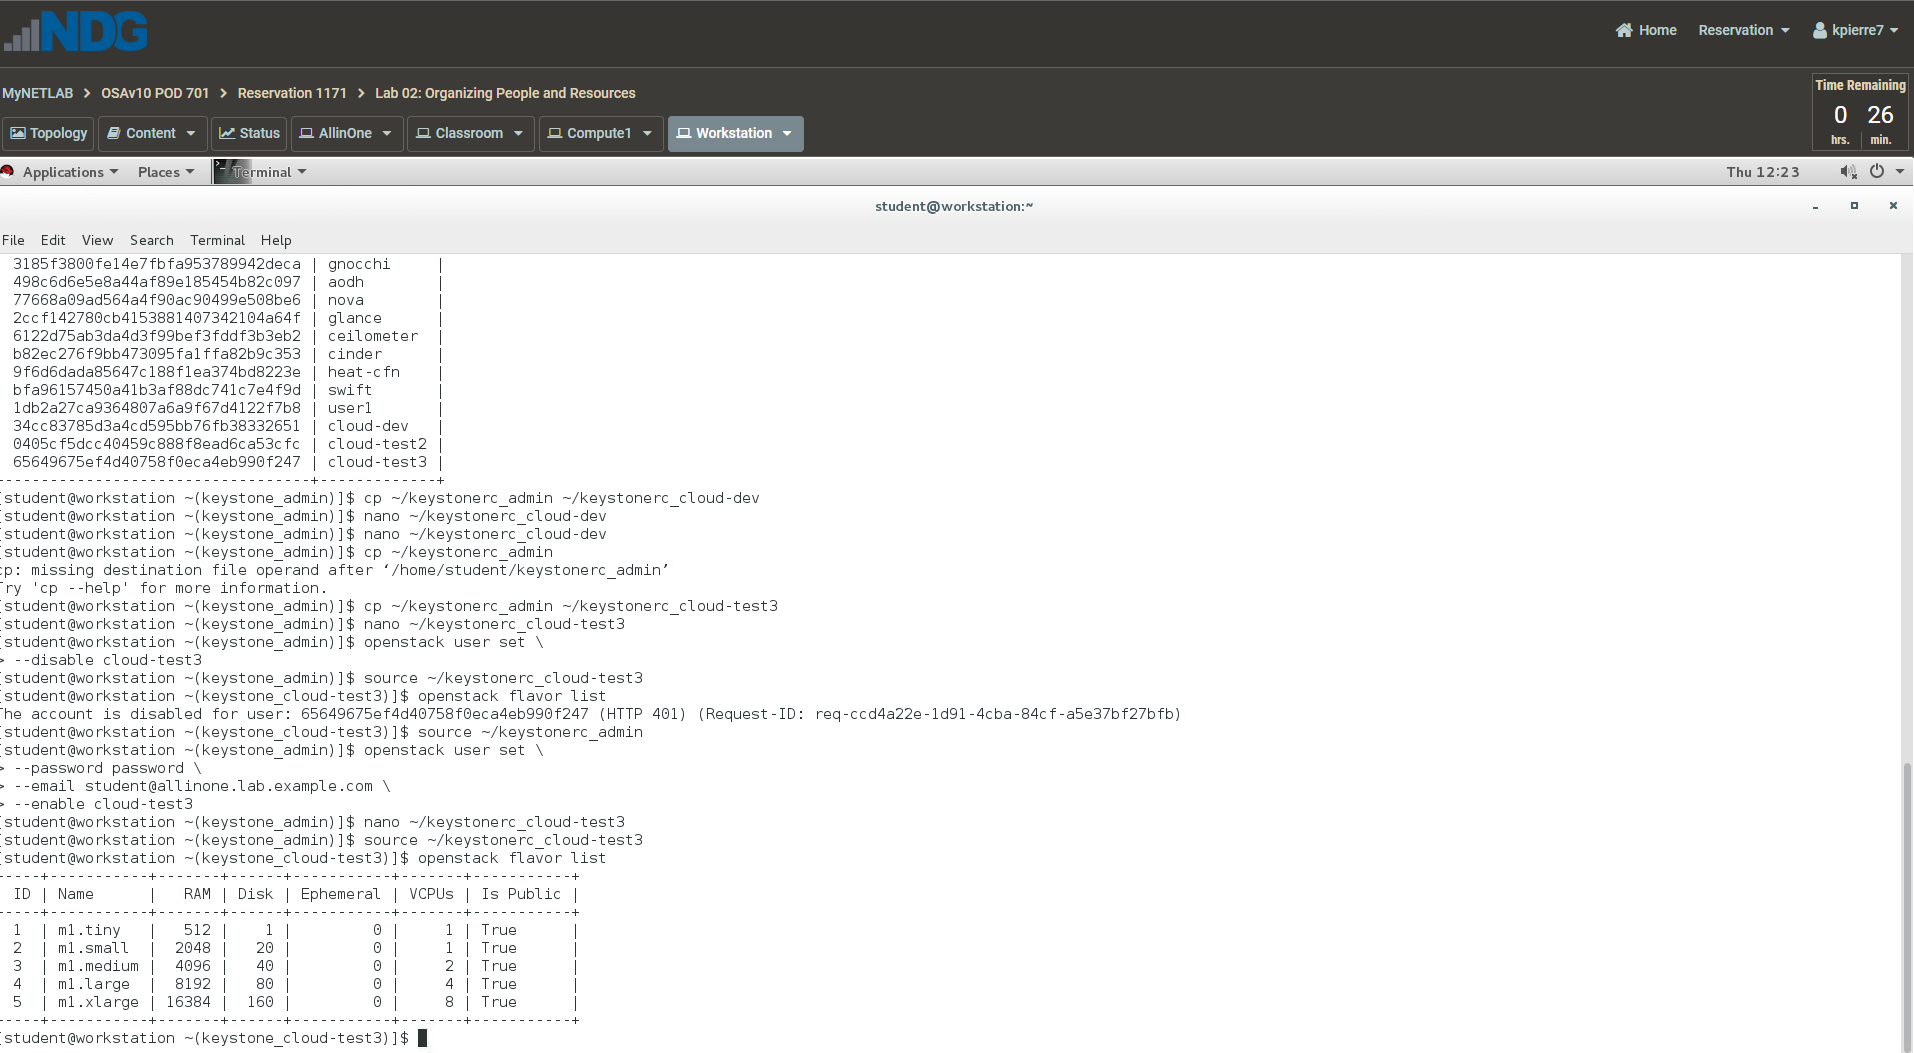 NDG
Home Reservation kpierre7
MyNETLAB > OSAv10 POD 701 > Reservation 1171 > Lab 02: Organizing People and Resources
Time Remaining
0 26
hrs. min.
Topology Content Status AllinOne Classroom Compute1 Workstation
Applications Places Terminal Thu 12:23
student@workstation:~
File Edit View Search Terminal Help
3185f3800fe14e7fbfa953789942deca | gnocchi |
498c6d6e5e8a44af89e185454b82c097 | aodh |
77668a09ad564a4f90ac90499e508be6 | nova |
2ccf142780cb4153881407342104a64f | glance |
6122d75ab3da4d3f99bef3fddf3b3eb2 | ceilometer |
b82ec276f9bb473095fa1ffa82b9c353 | cinder |
9f6d6dada85647c188f1ea374bd8223e | heat-cfn |
bfa96157450a41b3af88dc741c7e4f9d | swift |
1db2a27ca9364807a6a9f67d4122f7b8 | user1 |
34cc83785d3a4cd595bb76fb38332651 | cloud-dev |
0405cf5dcc40459c888f8ead6ca53cfc | cloud-test2 |
65649675ef4d40758f0eca4eb990f247 | cloud-test3 |
----------------------------------+-------------+
[student@workstation ~(keystone_admin)]$ cp ~/keystonerc_admin ~/keystonerc_cloud-dev
[student@workstation ~(keystone_admin)]$ nano ~/keystonerc_cloud-dev
[student@workstation ~(keystone_admin)]$ nano ~/keystonerc_cloud-dev
[student@workstation ~(keystone_admin)]$ cp ~/keystonerc_admin
cp: missing destination file operand after ‘/home/student/keystonerc_admin’
Try 'cp --help' for more information.
[student@workstation ~(keystone_admin)]$ cp ~/keystonerc_admin ~/keystonerc_cloud-test3
[student@workstation ~(keystone_admin)]$ nano ~/keystonerc_cloud-test3
[student@workstation ~(keystone_admin)]$ openstack user set \
> --disable cloud-test3
[student@workstation ~(keystone_admin)]$ source ~/keystonerc_cloud-test3
[student@workstation ~(keystone_cloud-test3)]$ openstack flavor list
The account is disabled for user: 65649675ef4d40758f0eca4eb990f247 (HTTP 401) (Request-ID: req-ccd4a22e-1d91-4cba-84cf-a5e37bf27bfb)
[student@workstation ~(keystone_cloud-test3)]$ source ~/keystonerc_admin
[student@workstation ~(keystone_admin)]$ openstack user set \
> --password password \
> --email student@allinone.lab.example.com \
> --enable cloud-test3
[student@workstation ~(keystone_admin)]$ nano ~/keystonerc_cloud-test3
[student@workstation ~(keystone_admin)]$ source ~/keystonerc_cloud-test3
[student@workstation ~(keystone_cloud-test3)]$ openstack flavor list
----+-----------+-------+------+-----------+-------+-----------+
ID | Name | RAM | Disk | Ephemeral | VCPUs | Is Public |
----+-----------+-------+------+-----------+-------+-----------+
1 | m1.tiny | 512 | 1 | 0 | 1 | True |
2 | m1.small | 2048 | 20 | 0 | 1 | True |
3 | m1.medium | 4096 | 40 | 0 | 2 | True |
4 | m1.large | 8192 | 80 | 0 | 4 | True |
5 | m1.xlarge | 16384 | 160 | 0 | 8 | True |
----+-----------+-------+------+-----------+-------+-----------+
[student@workstation ~(keystone_cloud-test3)]$